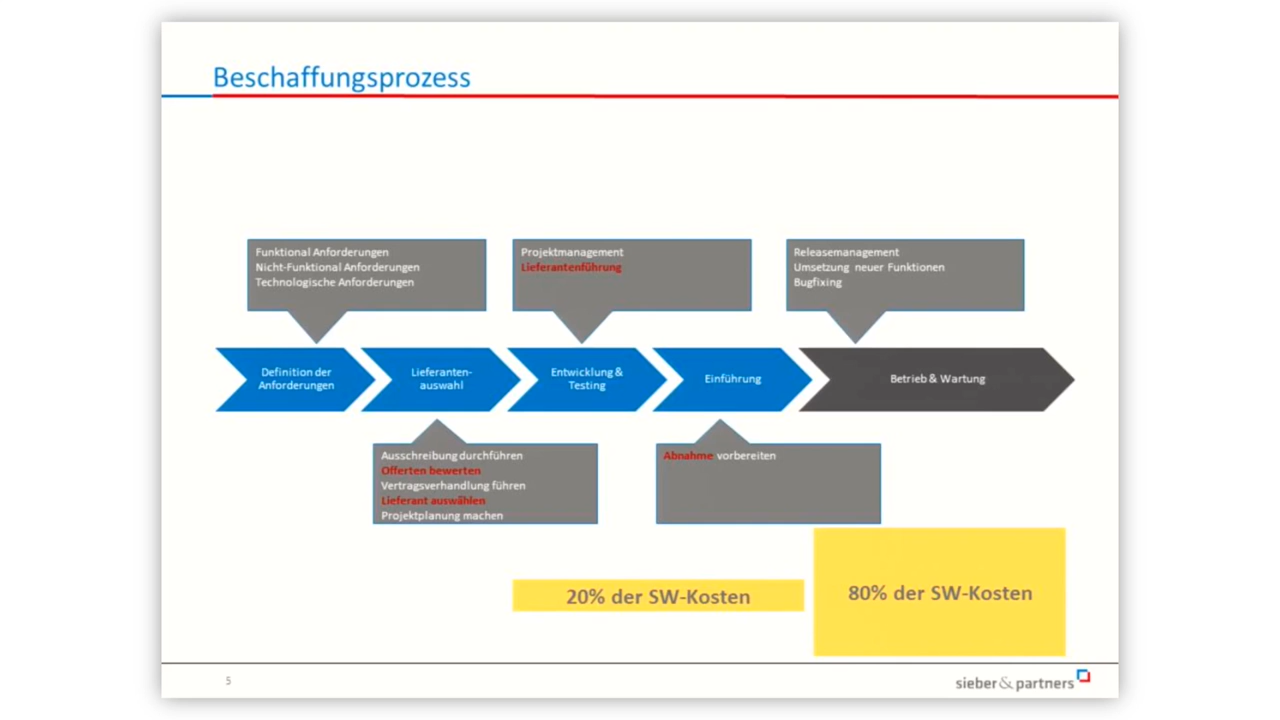 Beschaffungsprozess
Funktional Anforderungen
Nicht-Funktional Anforderungen
Technologische Anforderungen
Projektmanagement
Lieferantenführung
Releasemanagement
Umsetzung neuer Funktionen
Bugfixing
Definition der
Anforderungen
Lieferanten-
auswahl
Entwicklung &
Testing
Einführung
Betrieb & Wartung
Ausschreibung durchführen
Offerten bewerten
Vertragsverhandlung führen
Lieferant auswählen
Projektplanung machen
Abnahme vorbereiten
20% der SW-Kosten
80% der SW-Kosten
5
sieber & partners